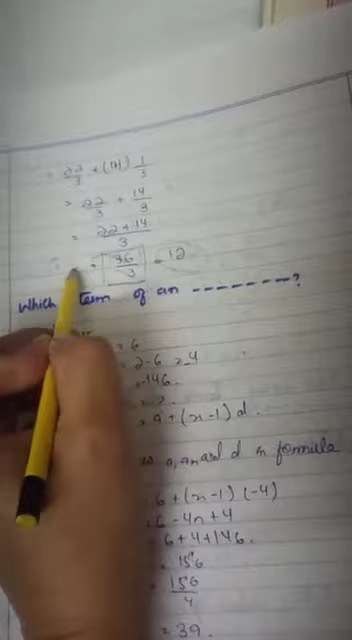 = 22/3 + (14) 1/3
= 22/3 + 14/3
= 22+14/3
= 36/3 = 12
Which term of an -------- ?
= 6
= 2-6 = -4
= -146.
= ?
= a + (n-1) d.
a, an and d in formula
6 + (n-1) (-4)
= 6 - 4n + 4
= 6 + 4 + 146.
= 156
= 156/4
= 39.